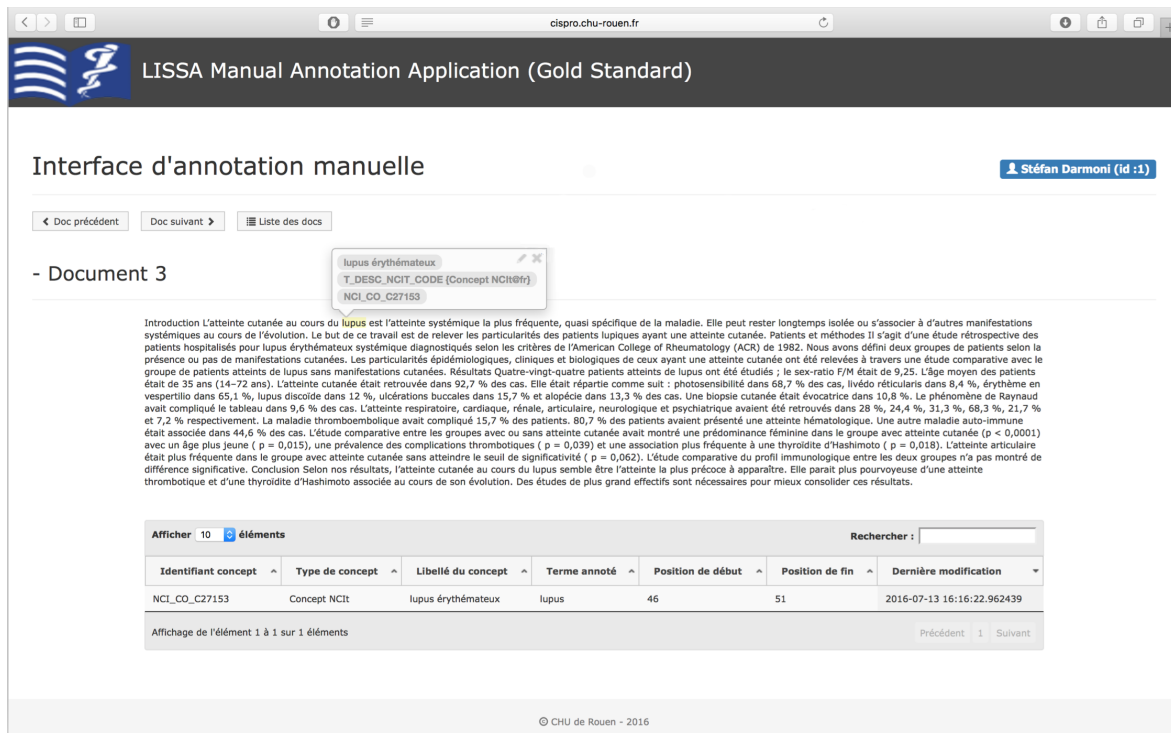 cispro.chu-rouen.fr
LISSA Manual Annotation Application (Gold Standard)
Interface d'annotation manuelle
Stéfan Darmoni (id :1)
Doc précédent
Doc suivant
Liste des docs
lupus érythémateux
T_DESC_NCIT_CODE {Concept NCIt@fr}
NCI_CO_C27153
- Document 3
Introduction L'atteinte cutanée au cours du lupus est l'atteinte systémique la plus fréquente, quasi spécifique de la maladie. Elle peut rester longtemps isolée ou s'associer à d'autres manifestations
systémiques au cours de l'évolution. Le but de ce travail est de relever les particularités des patients lupiques ayant une atteinte cutanée. Patients et méthodes Il s'agit d'une étude rétrospective des
patients hospitalisés pour lupus érythémateux systémique diagnostiqués selon les critères de l'American College of Rheumatology (ACR) de 1982. Nous avons défini deux groupes de patients selon la
présence ou pas de manifestations cutanées. Les particularités épidémiologiques, cliniques et biologiques de ceux ayant une atteinte cutanée ont été relevées à travers une étude comparative avec le
groupe de patients atteints de lupus sans manifestations cutanées. Résultats Quatre-vingt-quatre patients atteints de lupus ont été étudiés ; le sex-ratio F/M était de 9,25. L'âge moyen des patients
était de 35 ans (14–72 ans). L'atteinte cutanée était retrouvée dans 92,7 % des cas. Elle était répartie comme suit : photosensibilité dans 68,7 % des cas, livédo réticularis dans 8,4 %, érythème en
vespertilio dans 65,1 %, lupus discoïde dans 12 %, ulcérations buccales dans 15,7 % et alopécie dans 13,3 % des cas. Une biopsie cutanée était évocatrice dans 10,8 %. Le phénomène de Raynaud
avait compliqué le tableau dans 9,6 % des cas. L'atteinte respiratoire, cardiaque, rénale, articulaire, neurologique et psychiatrique avaient été retrouvés dans 28 %, 24,4 %, 31,3 %, 68,3 %, 21,7 %
et 7,2 % respectivement. La maladie thromboembolique avait compliqué 15,7 % des patients. 80,7 % des patients avaient présenté une atteinte hématologique. Une autre maladie auto-immune
était associée dans 44,6 % des cas. L'étude comparative entre les groupes avec ou sans atteinte cutanée avait montré une prédominance féminine dans le groupe avec atteinte cutanée (p < 0,0001)
avec un âge plus jeune ( p = 0,015), une prévalence des complications thrombotiques ( p = 0,039) et une association plus fréquente à une thyroïdite d'Hashimoto ( p = 0,018). L'atteinte articulaire
était plus fréquente dans le groupe avec atteinte cutanée sans atteindre le seuil de significativité ( p = 0,062). L'étude comparative du profil immunologique entre les deux groupes n'a pas montré de
différence significative. Conclusion Selon nos résultats, l'atteinte cutanée au cours du lupus semble être l'atteinte la plus précoce à apparaître. Elle parait plus pourvoyeuse d'une atteinte
thrombotique et d'une thyroïdite d'Hashimoto associée au cours de son évolution. Des études de plus grand effectifs sont nécessaires pour mieux consolider ces résultats.
Afficher 10 éléments
Rechercher :
Identifiant concept Type de concept Libellé du concept Terme annoté Position de début Position de fin Dernière modification
NCI_CO_C27153 Concept NCIt lupus érythémateux lupus 46 51 2016-07-13 16:16:22.962439
Affichage de l'élément 1 à 1 sur 1 éléments
Précédent 1 Suivant
© CHU de Rouen - 2016